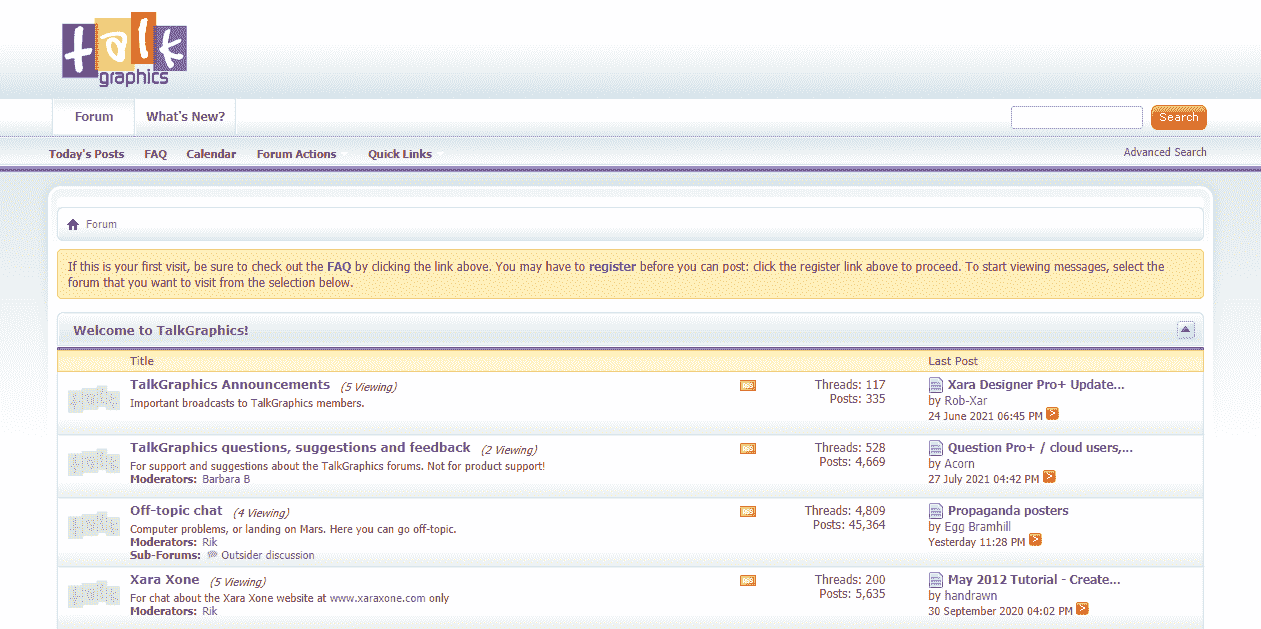 talk
graphics
Forum
What's New?
Search
Today's Posts
FAQ
Calendar
Forum Actions
Quick Links
Advanced Search
Forum
If this is your first visit, be sure to check out the FAQ by clicking the link above. You may have to register before you can post: click the register link above to proceed. To start viewing messages, select the
forum that you want to visit from the selection below.
Welcome to TalkGraphics!
Title
Last Post
TalkGraphics Announcements (5 Viewing)
Important broadcasts to TalkGraphics members.
Threads: 117
Posts: 335
Xara Designer Pro+ Update...
by Rob-Xar
24 June 2021 06:45 PM
TalkGraphics questions, suggestions and feedback (2 Viewing)
For support and suggestions about the TalkGraphics forums. Not for product support!
Moderators: Barbara B
Threads: 528
Posts: 4,669
Question Pro+ / cloud users,...
by Acorn
27 July 2021 04:42 PM
Off-topic chat (4 Viewing)
Computer problems, or landing on Mars. Here you can go off-topic.
Moderators: Rik
Sub-Forums: Outsider discussion
Threads: 4,809
Posts: 45,364
Propaganda posters
by Egg Bramhill
Yesterday 11:28 PM
Xara Xone (5 Viewing)
For chat about the Xara Xone website at www.xaraxone.com only
Moderators: Rik
Threads: 200
Posts: 5,635
May 2012 Tutorial - Create...
by handrawn
30 September 2020 04:02 PM